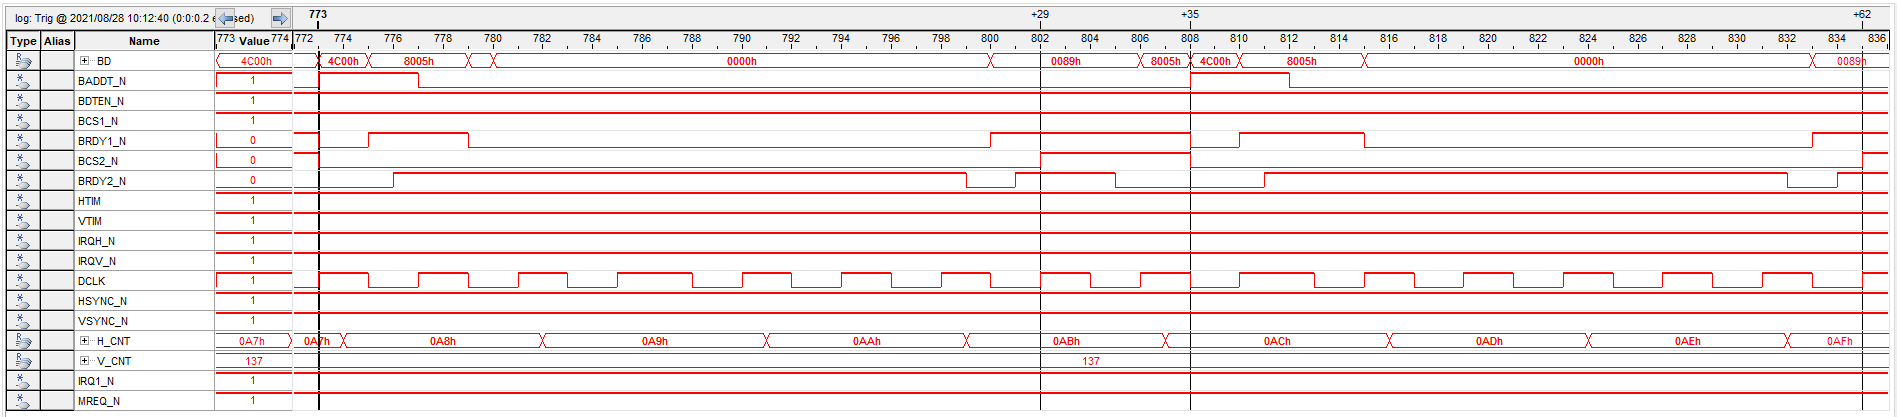 log: Trig @ 2021/08/28 10:12:40 (0:0:0.2 e sed) 773 +29 +35 +62
Type Alias Name 773 Value 774 772 774 776 778 780 782 784 786 788 790 792 794 796 798 800 802 804 806 808 810 812 814 816 818 820 822 824 826 828 830 832 834 836
BD 4C00h 4C00h 8005h 0000h 0089h 8005h 4C00h 8005h 0000h 0089h
BADDT_N 1
BDTEN_N 1
BCS1_N 1
BRDY1_N 0
BCS2_N 0
BRDY2_N 0
HTIM 1
VTIM 1
IRQH_N 1
IRQV_N 1
DCLK 1
HSYNC_N 1
VSYNC_N 1
H_CNT 0A7h 0A7h 0A8h 0A9h 0AAh 0ABh 0ACh 0ADh 0AEh 0AFh
V_CNT 137 137
IRQ1_N 1
MREQ_N 1